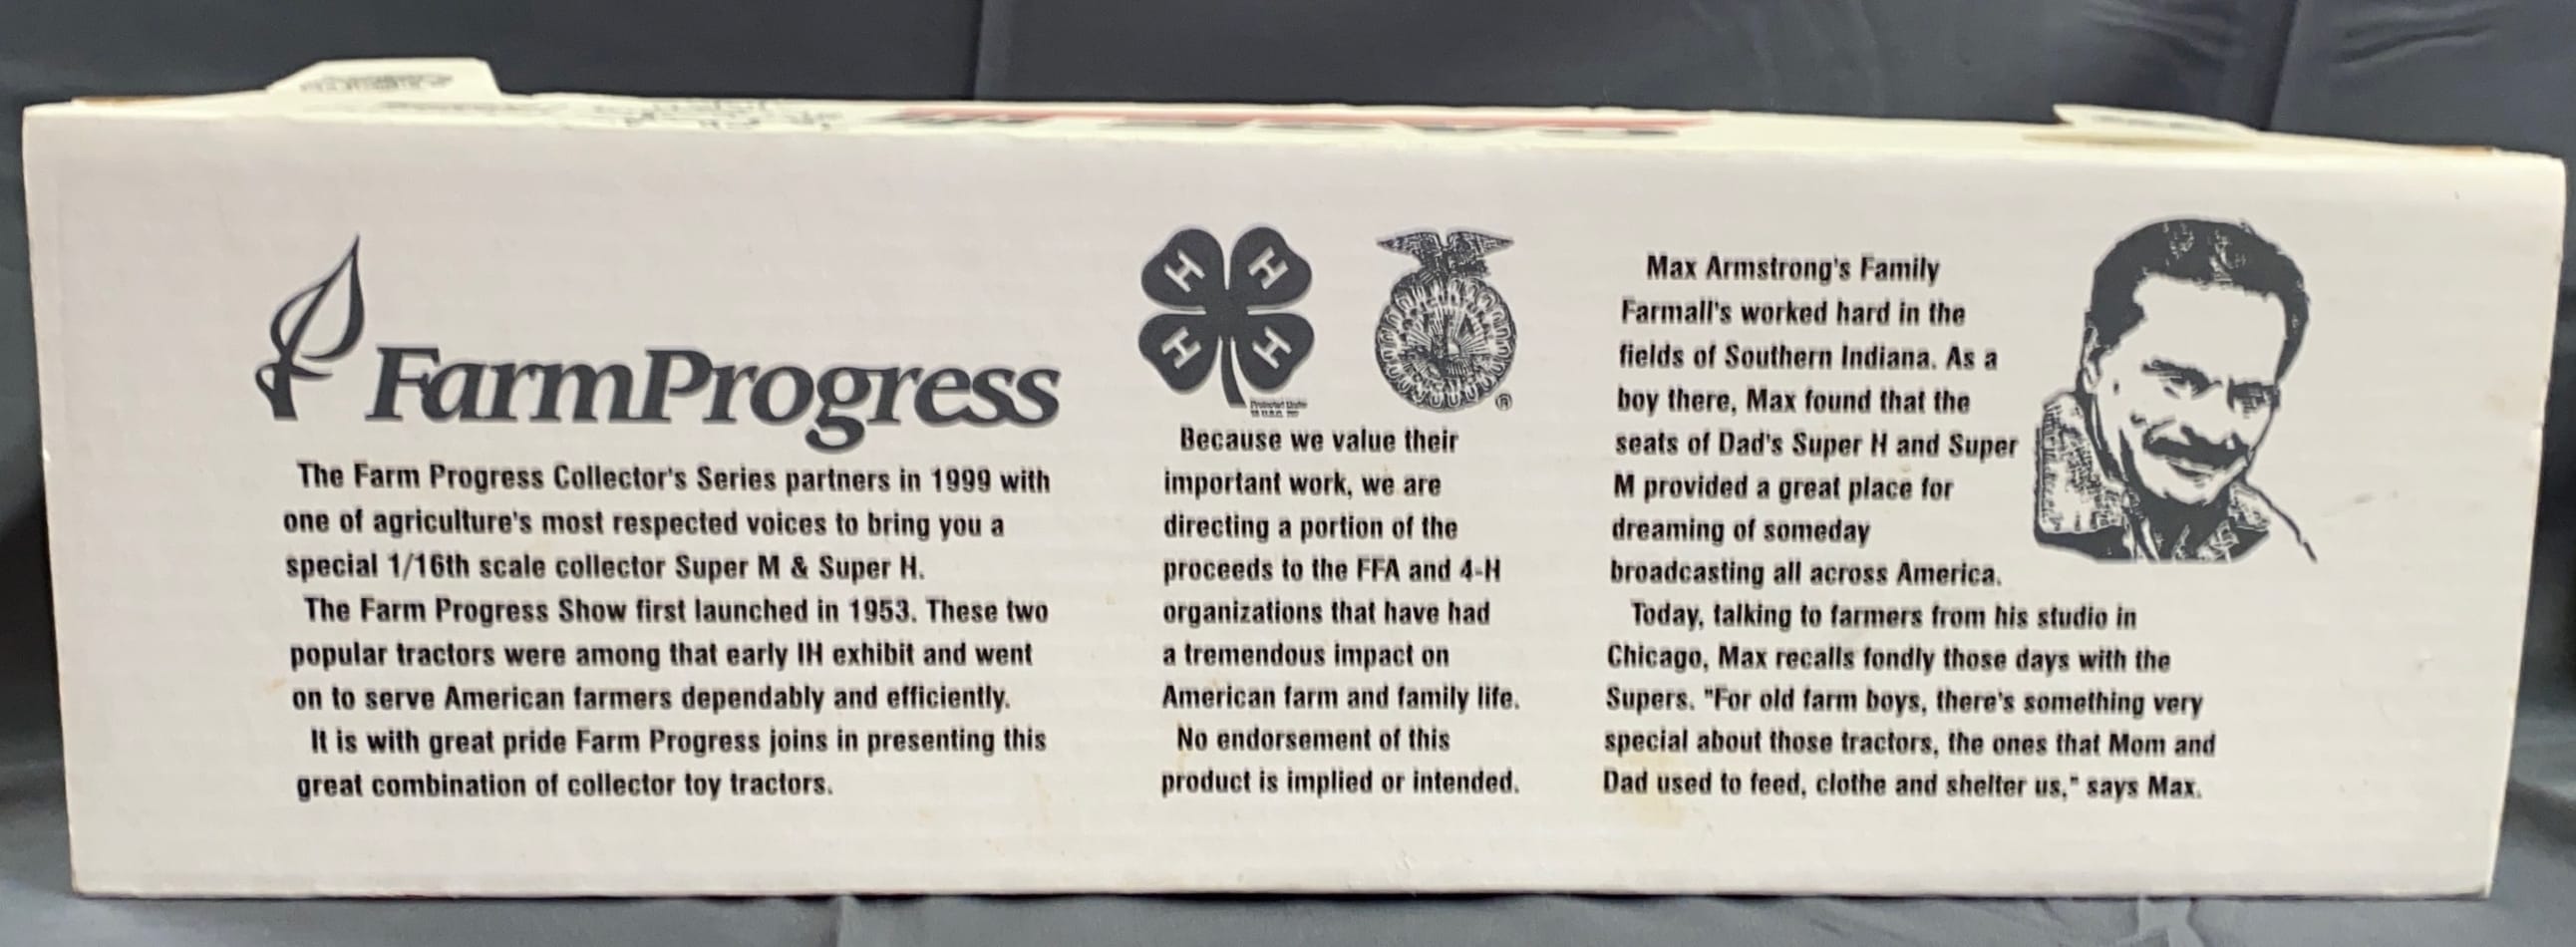 FarmProgress
The Farm Progress Collector's Series partners in 1999 with
one of agriculture's most respected voices to bring you a
special 1/16th scale collector Super M & Super H.
The Farm Progress Show first launched in 1953. These two
popular tractors were among that early IH exhibit and went
on to serve American farmers dependably and efficiently.
It is with great pride Farm Progress joins in presenting this
great combination of collector toy tractors.
H H
H H
®
Because we value their
important work, we are
directing a portion of the
proceeds to the FFA and 4-H
organizations that have had
a tremendous impact on
American farm and family life.
No endorsement of this
product is implied or intended.
Max Armstrong's Family
Farmall's worked hard in the
fields of Southern Indiana. As a
boy there, Max found that the
seats of Dad's Super H and Super
M provided a great place for
dreaming of someday
broadcasting all across America.
Today, talking to farmers from his studio in
Chicago, Max recalls fondly those days with the
Supers. "For old farm boys, there's something very
special about those tractors, the ones that Mom and
Dad used to feed, clothe and shelter us," says Max.